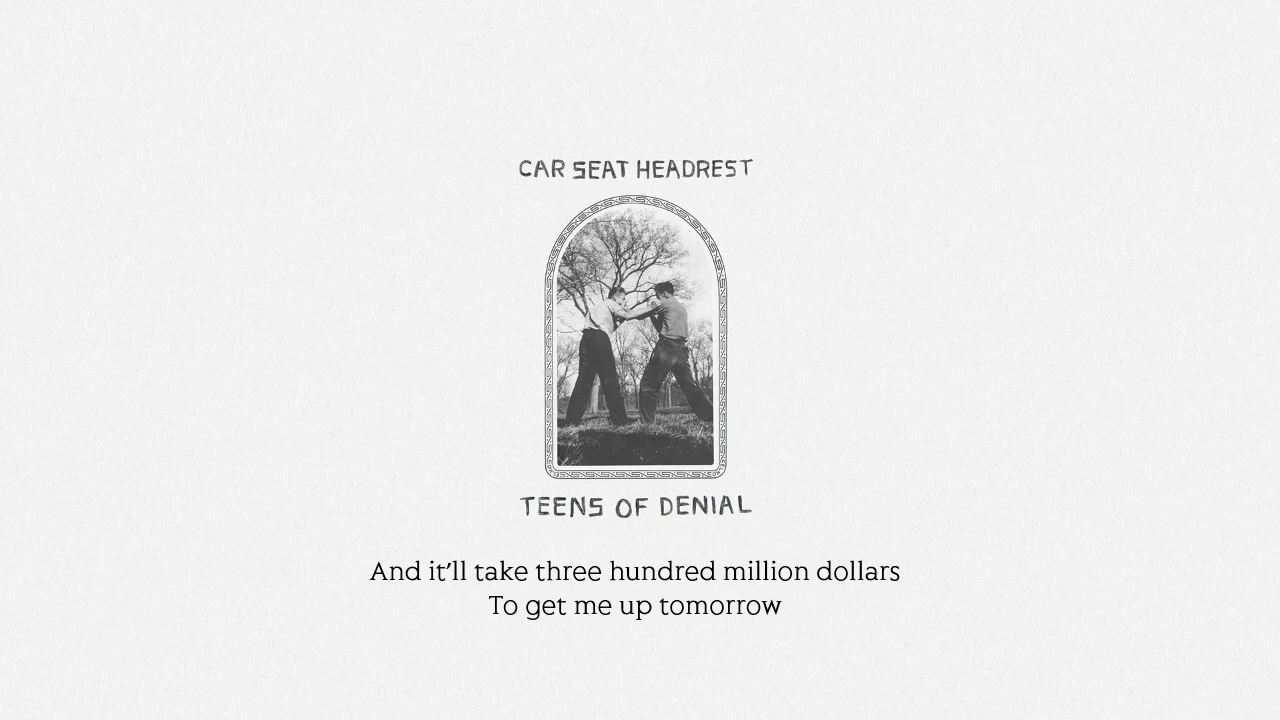 CAR SEAT HEADREST
TEENS OF DENIAL
And it'll take three hundred million dollars
To get me up tomorrow